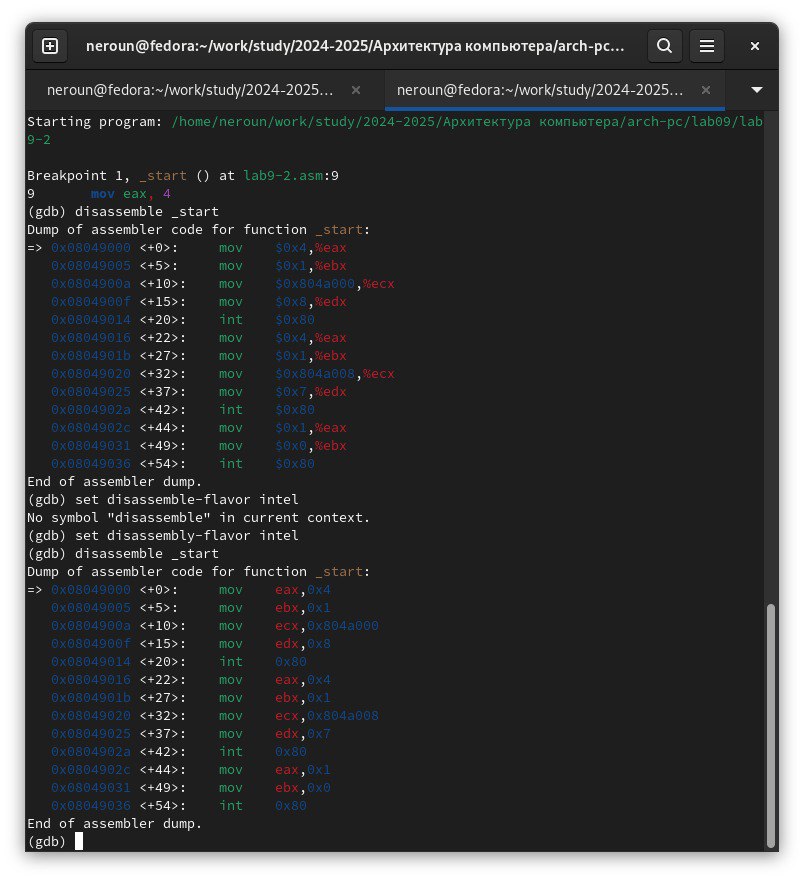 neroun@fedora:~/work/study/2024-2025/Архитектура компьютера/arch-pc...
neroun@fedora:~/work/study/2024-2025... neroun@fedora:~/work/study/2024-2025...
Starting program: /home/neroun/work/study/2024-2025/Архитектура компьютера/arch-pc/lab09/lab
9-2
Breakpoint 1, _start () at lab9-2.asm:9
9 mov eax, 4
(gdb) disassemble _start
Dump of assembler code for function _start:
=> 0x08049000 <+0>: mov $0x4,%eax
0x08049005 <+5>: mov $0x1,%ebx
0x0804900a <+10>: mov $0x804a000,%ecx
0x0804900f <+15>: mov $0x8,%edx
0x08049014 <+20>: int $0x80
0x08049016 <+22>: mov $0x4,%eax
0x0804901b <+27>: mov $0x1,%ebx
0x08049020 <+32>: mov $0x804a008,%ecx
0x08049025 <+37>: mov $0x7,%edx
0x0804902a <+42>: int $0x80
0x0804902c <+44>: mov $0x1,%eax
0x08049031 <+49>: mov $0x0,%ebx
0x08049036 <+54>: int $0x80
End of assembler dump.
(gdb) set disassemble-flavor intel
No symbol "disassemble" in current context.
(gdb) set disassembly-flavor intel
(gdb) disassemble _start
Dump of assembler code for function _start:
=> 0x08049000 <+0>: mov eax,0x4
0x08049005 <+5>: mov ebx,0x1
0x0804900a <+10>: mov ecx,0x804a000
0x0804900f <+15>: mov edx,0x8
0x08049014 <+20>: int 0x80
0x08049016 <+22>: mov eax,0x4
0x0804901b <+27>: mov ebx,0x1
0x08049020 <+32>: mov ecx,0x804a008
0x08049025 <+37>: mov edx,0x7
0x0804902a <+42>: int 0x80
0x0804902c <+44>: mov eax,0x1
0x08049031 <+49>: mov ebx,0x0
0x08049036 <+54>: int 0x80
End of assembler dump.
(gdb)